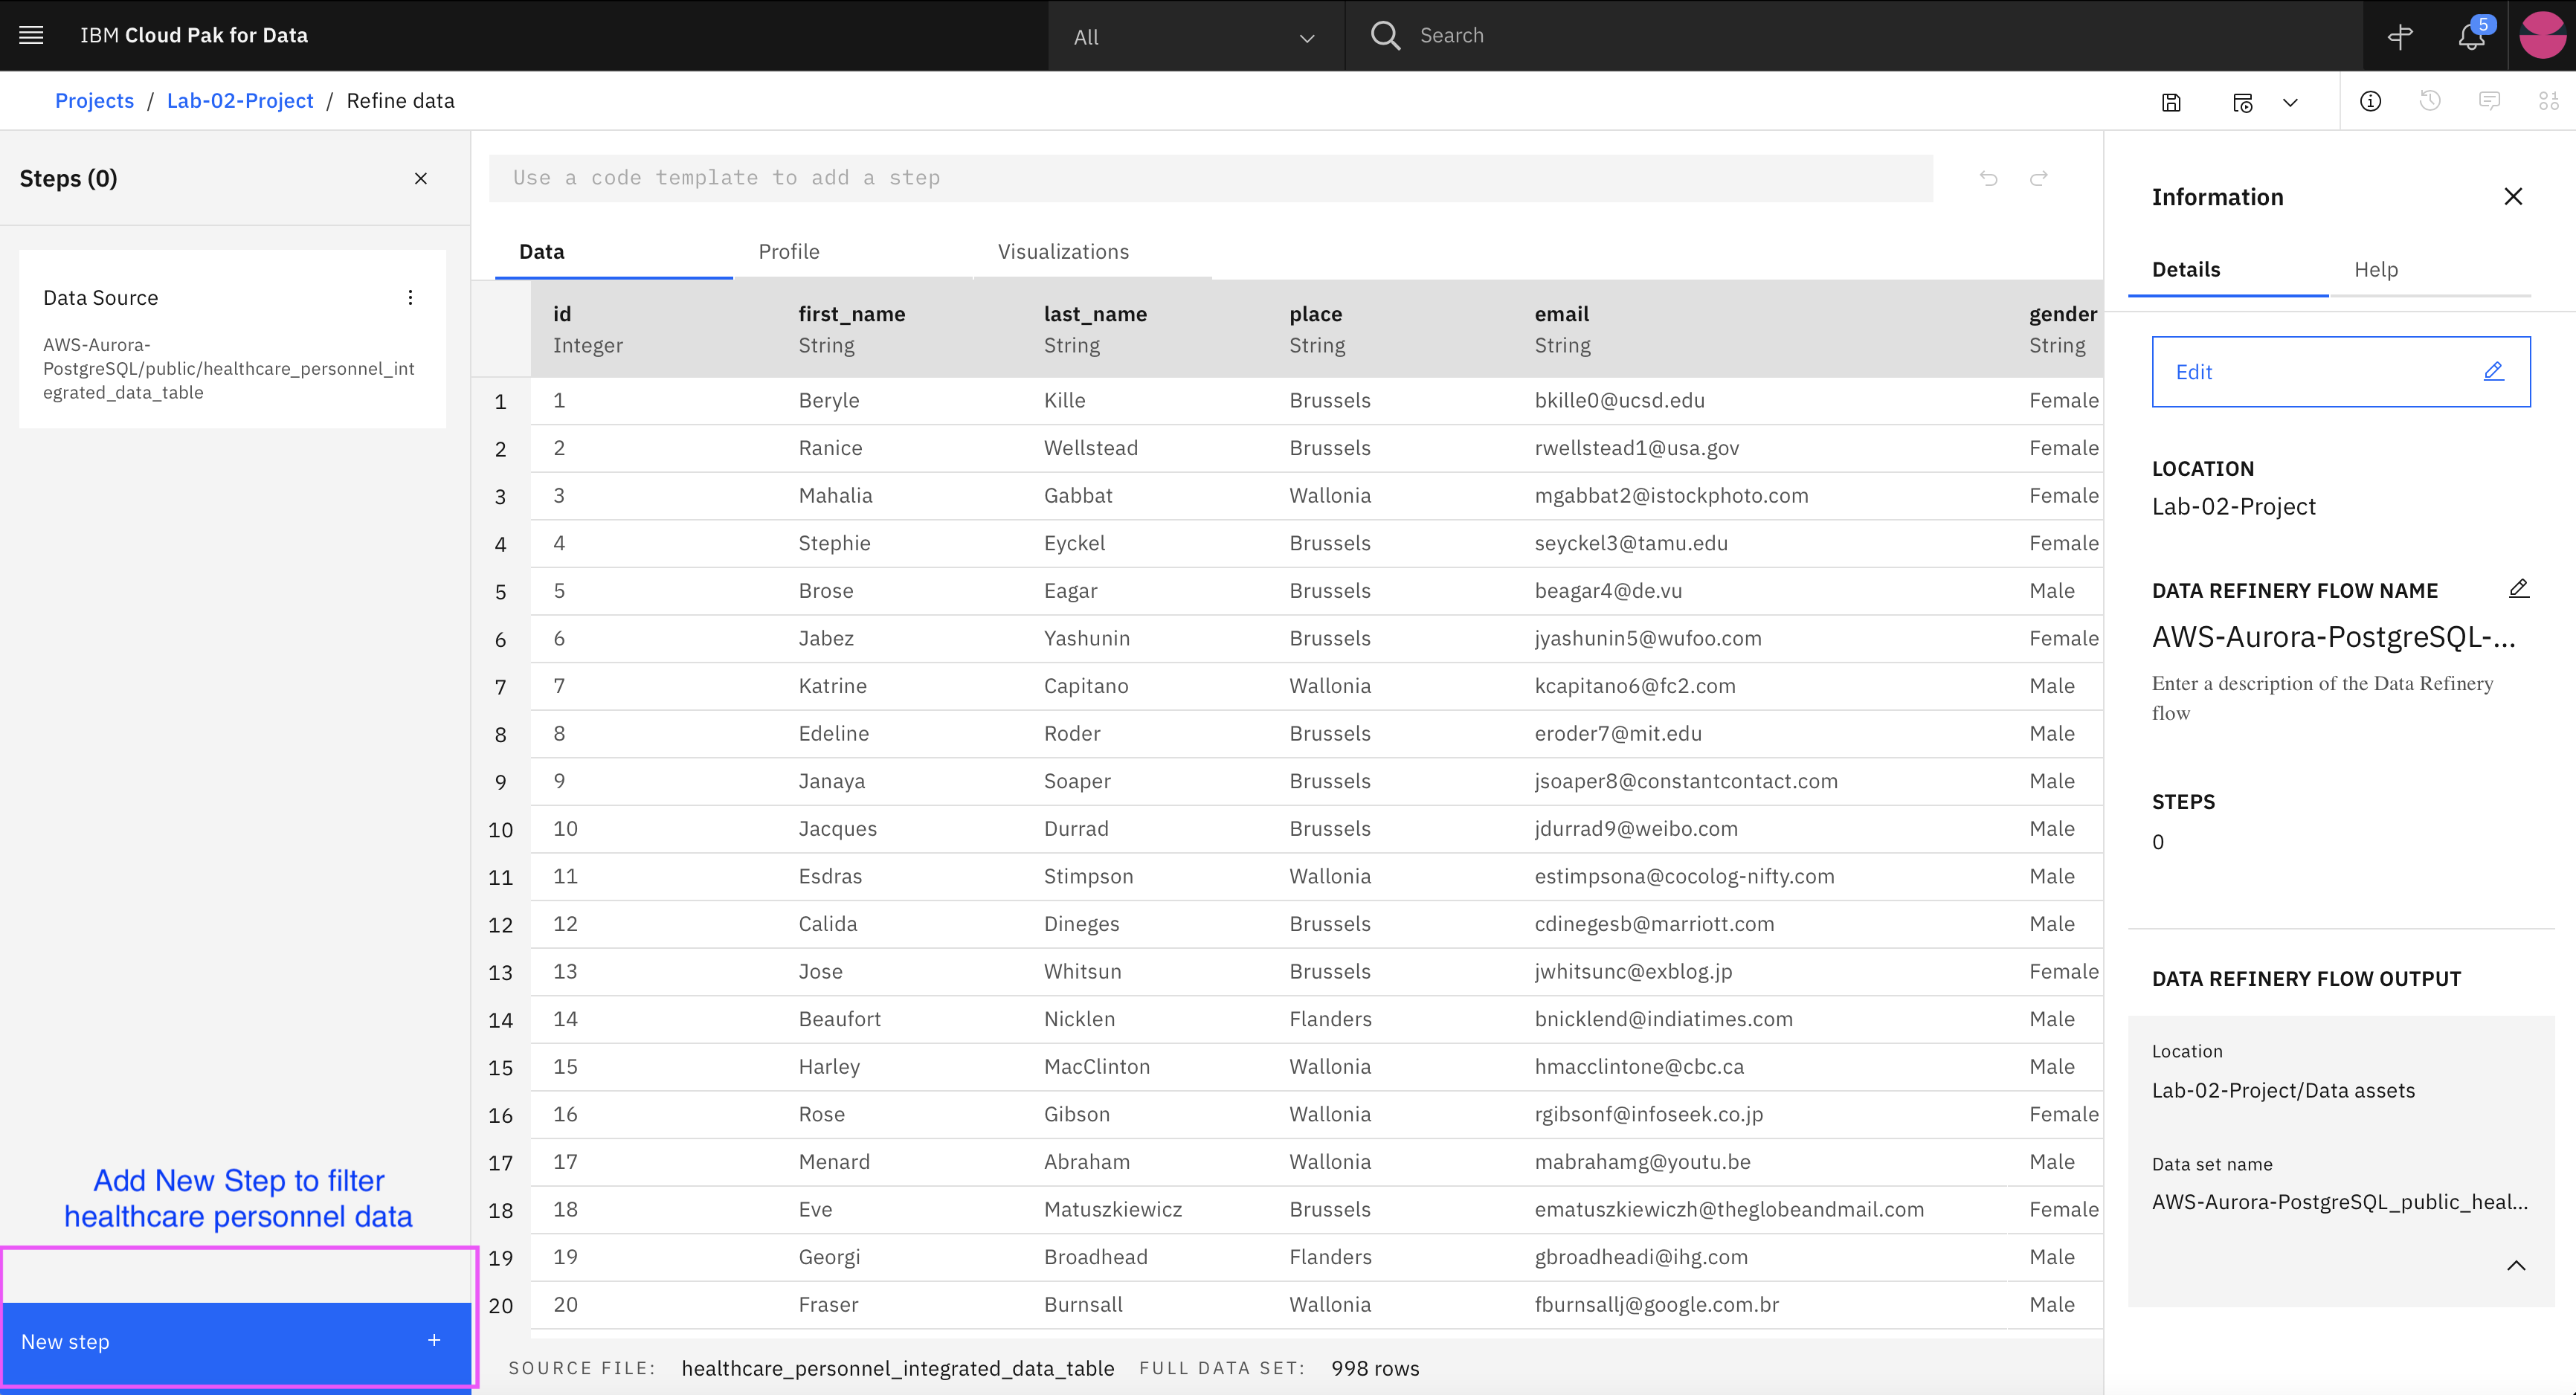 IBM Cloud Pak for Data
All
Search
5
Projects / Lab-02-Project / Refine data
Steps (0)
Data Source
AWS-Aurora-
PostgreSQL/public/healthcare_personnel_int
egrated_data_table
Add New Step to filter
healthcare personnel data
New step +
Use a code template to add a step
Data Profile Visualizations
id first_name last_name place email gender
Integer String String String String String
1 1 Beryle Kille Brussels bkille0@ucsd.edu Female
2 2 Ranice Wellstead Brussels rwellstead1@usa.gov Female
3 3 Mahalia Gabbat Wallonia mgabbat2@istockphoto.com Female
4 4 Stephie Eyckel Brussels seyckel3@tamu.edu Female
5 5 Brose Eagar Brussels beagar4@de.vu Male
6 6 Jabez Yashunin Brussels jyashunin5@wufoo.com Female
7 7 Katrine Capitano Wallonia kcapitano6@fc2.com Male
8 8 Edeline Roder Brussels eroder7@mit.edu Male
9 9 Janaya Soaper Brussels jsoaper8@constantcontact.com Male
10 10 Jacques Durrad Brussels jdurrad9@weibo.com Male
11 11 Esdras Stimpson Wallonia estimpsona@cocolog-nifty.com Male
12 12 Calida Dineges Brussels cdinegesb@marriott.com Male
13 13 Jose Whitsun Brussels jwhitsunc@exblog.jp Female
14 14 Beaufort Nicklen Flanders bnicklend@indiatimes.com Male
15 15 Harley MacClinton Wallonia hmacclintone@cbc.ca Male
16 16 Rose Gibson Wallonia rgibsonf@infoseek.co.jp Female
17 17 Menard Abraham Wallonia mabrahamg@youtu.be Male
18 18 Eve Matuszkiewicz Brussels ematuszkiewiczh@theglobeandmail.com Female
19 19 Georgi Broadhead Flanders gbroadheadi@ihg.com Male
20 20 Fraser Burnsall Wallonia fburnsallj@google.com.br Male
SOURCE FILE: healthcare_personnel_integrated_data_table FULL DATA SET: 998 rows
Information
Details Help
Edit
LOCATION
Lab-02-Project
DATA REFINERY FLOW NAME
AWS-Aurora-PostgreSQL-...
Enter a description of the Data Refinery
flow
STEPS
0
DATA REFINERY FLOW OUTPUT
Location
Lab-02-Project/Data assets
Data set name
AWS-Aurora-PostgreSQL_public_heal...